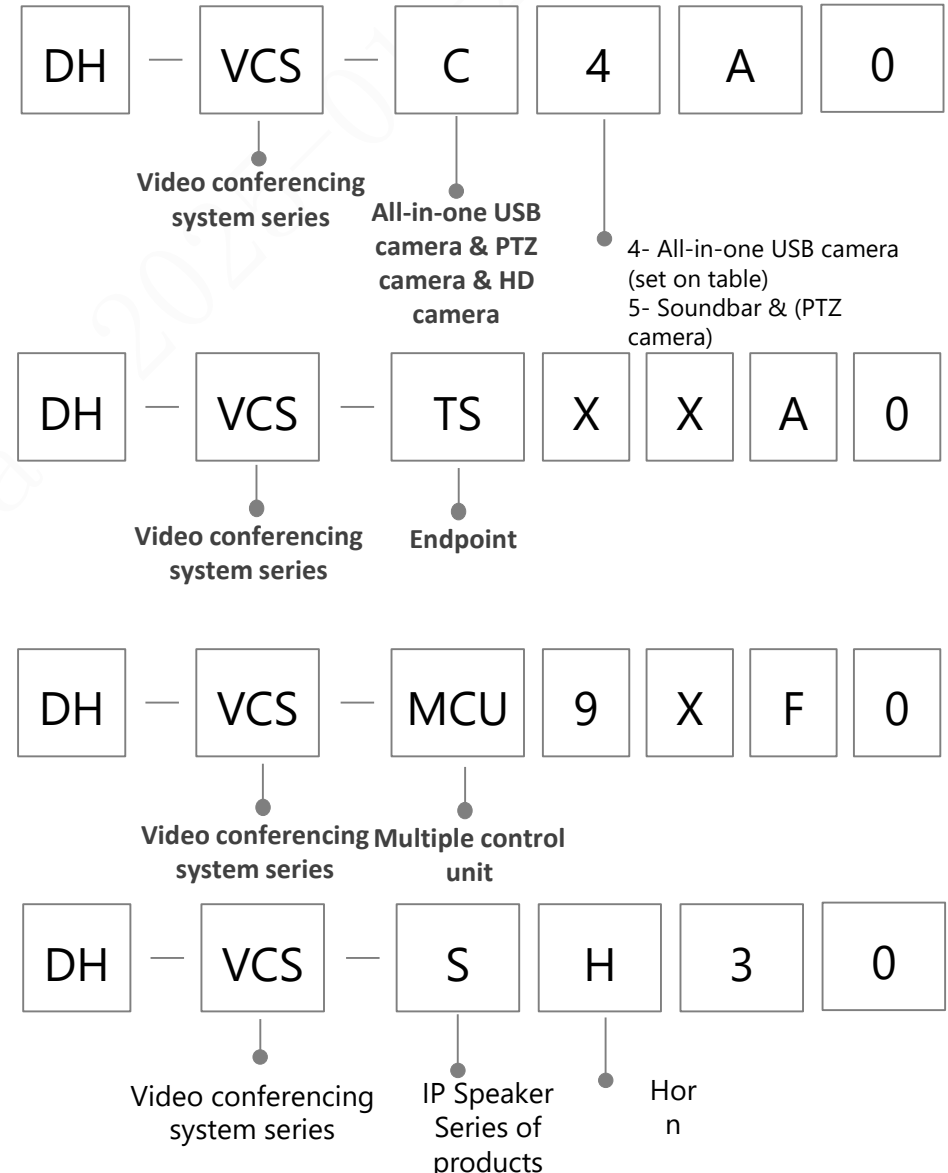 DH — VCS — C 4 A 0
Video conferencing
system series
All-in-one USB
camera & PTZ
camera & HD
camera
4- All-in-one USB camera
(set on table)
5- Soundbar & (PTZ
camera)
DH — VCS — TS X X A 0
Video conferencing
system series
Endpoint
DH — VCS — MCU 9 X F 0
Video conferencing
system series
Multiple control
unit
DH — VCS — S H 3 0
Video conferencing
system series
IP Speaker
Series of
products
Hor
n